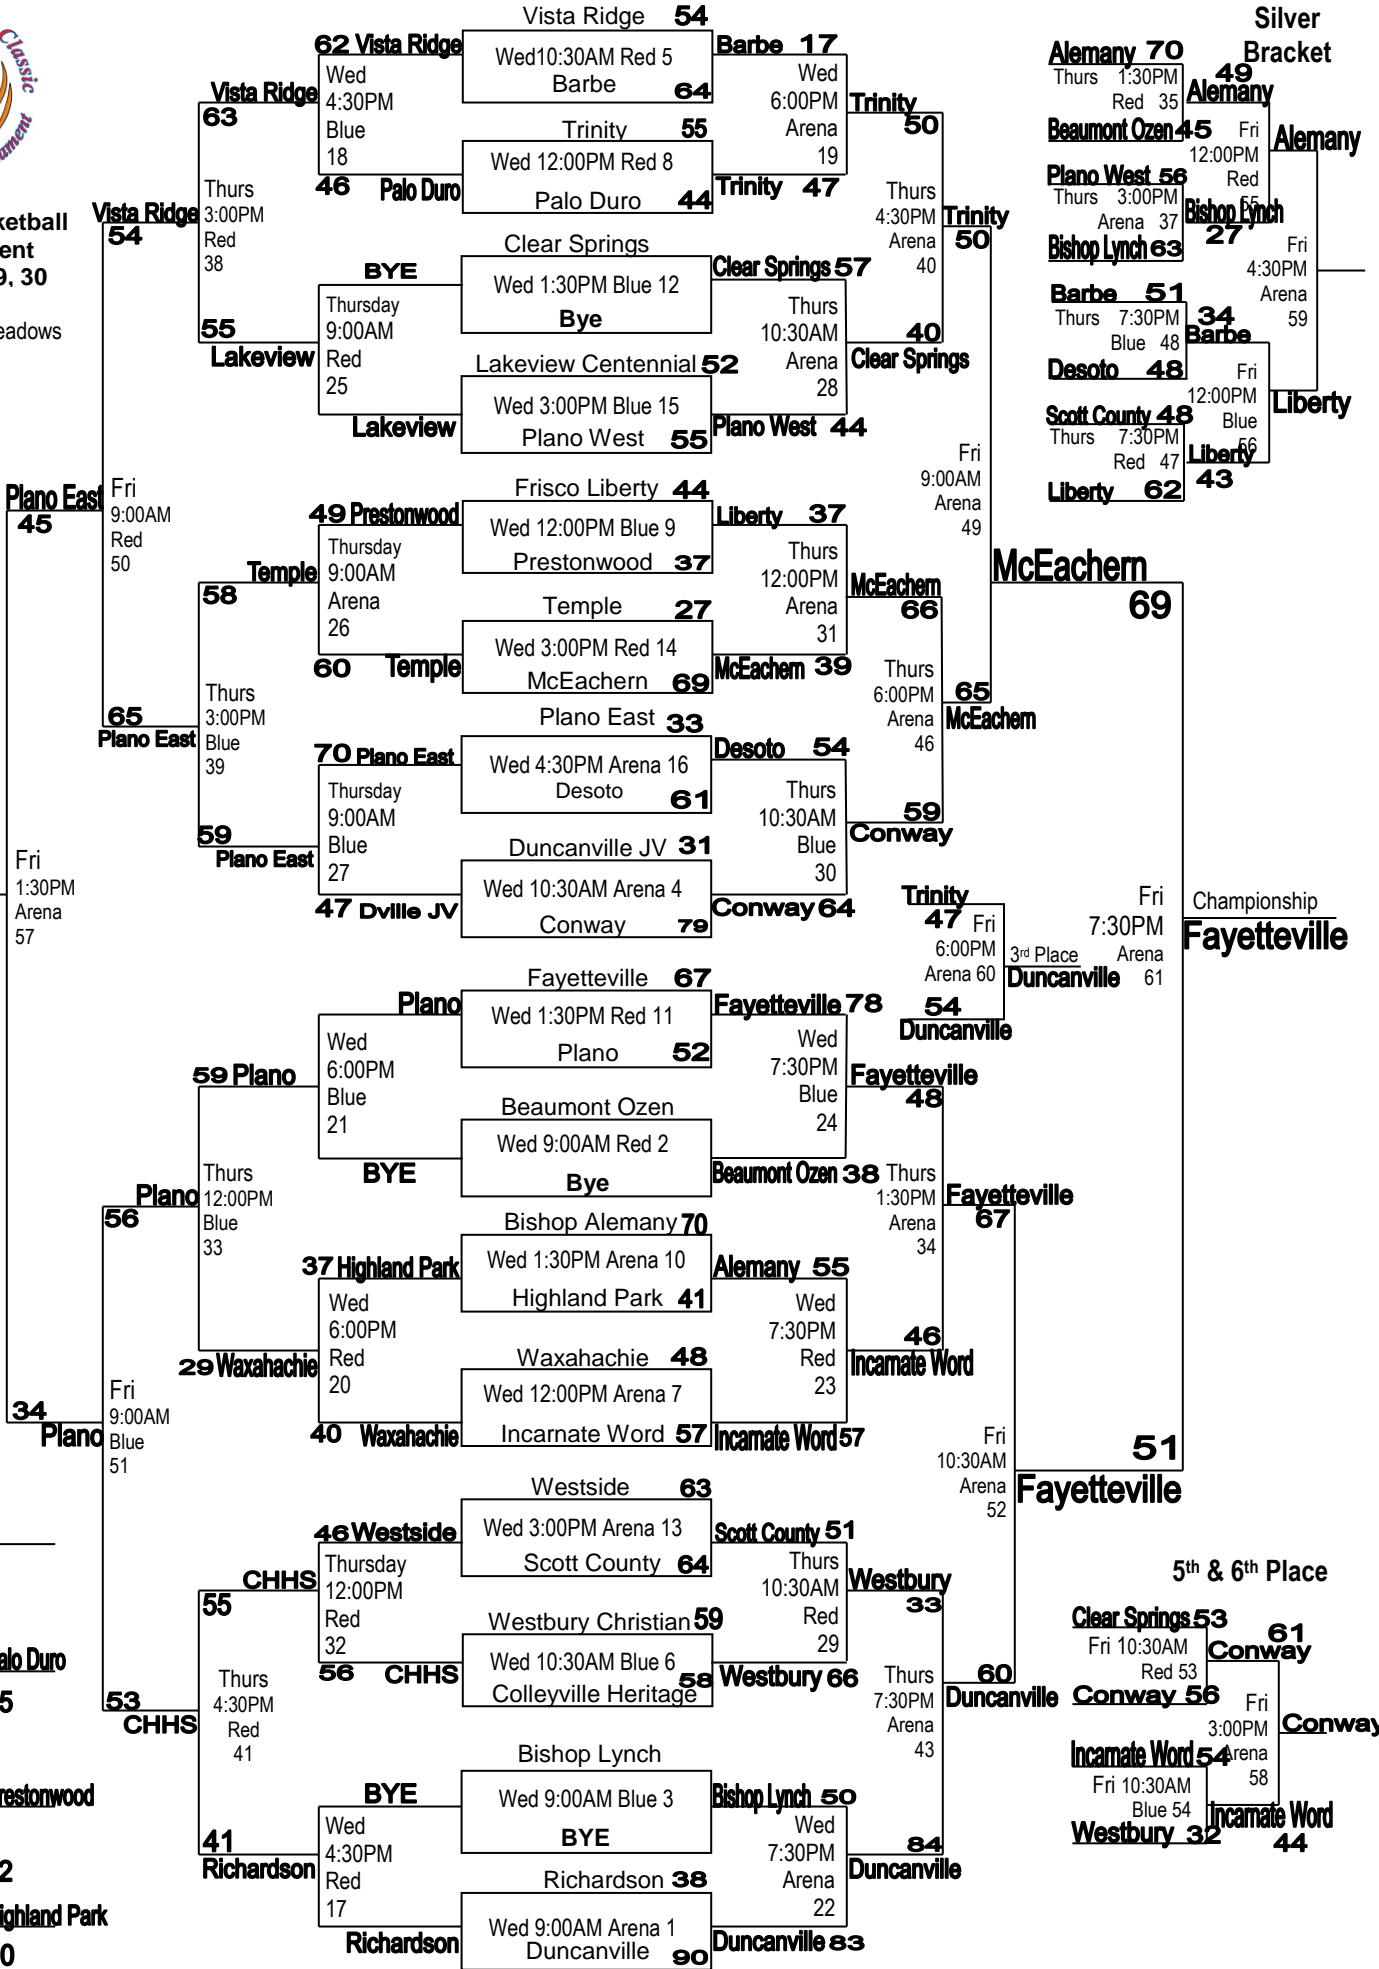 Classic
Tournament
ketball
ent
9, 30
eadows
Vista Ridge 54
Wed10:30AM Red 5
Barbe 64
Trinity 55
Wed 12:00PM Red 8
Palo Duro 44
Clear Springs
Wed 1:30PM Blue 12
Bye
Lakeview Centennial 52
Wed 3:00PM Blue 15
Plano West 55
Frisco Liberty 44
Wed 12:00PM Blue 9
Prestonwood 37
Temple 27
Wed 3:00PM Red 14
McEachern 69
Plano East 33
Wed 4:30PM Arena 16
Desoto 61
Duncanville JV 31
Wed 10:30AM Arena 4
Conway 79
Fayetteville 67
Wed 1:30PM Red 11
Plano 52
Beaumont Ozen
Wed 9:00AM Red 2
Bye
Bishop Alemany 70
Wed 1:30PM Arena 10
Highland Park 41
Waxahachie 48
Wed 12:00PM Arena 7
Incarnate Word 57
Westside 63
Wed 3:00PM Arena 13
Scott County 64
Westbury Christian 59
Wed 10:30AM Blue 6
58
Colleyville Heritage
Bishop Lynch
Wed 9:00AM Blue 3
BYE
Richardson 38
Wed 9:00AM Arena 1
Duncanville 90
62 Vista Ridge
Wed
4:30PM
Blue
18
46 Palo Duro
BYE
Thursday
9:00AM
Red
25
Lakeview
49 Prestonwood
Thursday
9:00AM
Arena
26
60 Temple
70 Plano East
Thursday
9:00AM
Blue
27
47 Dville JV
Plano
Wed
6:00PM
Blue
21
BYE
37 Highland Park
Wed
6:00PM
Red
20
40 Waxahachie
46 Westside
Thursday
12:00PM
Red
32
56 CHHS
BYE
Wed
4:30PM
Red
17
Richardson
Vista Ridge
63
Thurs
3:00PM
Red
38
55
Lakeview
Temple
58
Thurs
3:00PM
Blue
39
59
Plano East
59 Plano
Thurs
12:00PM
Blue
33
29 Waxahachie
CHHS
55
Thurs
4:30PM
Red
41
41
Richardson
Vista Ridge
54
Fri
9:00AM
Red
50
65
Plano East
Plano
56
Fri
9:00AM
Blue
51
53
CHHS
Plano East
45
Fri
1:30PM
Arena
57
34
Plano
alo Duro
5
restonwood
2
ighland Park
0
Barbe 17
Wed
6:00PM
Arena
19
Trinity 47
Clear Springs 57
Thurs
10:30AM
Arena
28
Plano West 44
Liberty 37
Thurs
12:00PM
Arena
31
McEachern 39
Desoto 54
Thurs
10:30AM
Blue
30
Conway 64
Fayetteville 78
Wed
7:30PM
Blue
24
Beaumont Ozen 38
Alemany 55
Wed
7:30PM
Red
23
Incarnate Word 57
Scott County 51
Thurs
10:30AM
Red
29
Westbury 66
Bishop Lynch 50
Wed
7:30PM
Arena
22
Duncanville 83
Trinity
50
Thurs
4:30PM
Arena
40
40
Clear Springs
McEachern
66
Thurs
6:00PM
Arena
46
59
Conway
Fayetteville
48
Thurs
1:30PM
Arena
34
46
Incarnate Word
Westbury
33
Thurs
7:30PM
Arena
43
84
Duncanville
Trinity
50
Fri
9:00AM
Arena
49
65
McEachern
Fayetteville
67
Fri
10:30AM
Arena
52
60
Duncanville
McEachern
69
Fri
7:30PM
Arena
61
51
Fayetteville
Championship
Fayetteville
Trinity
47 Fri
6:00PM
Arena 60
54
Duncanville
3rd Place
Duncanville
Silver
Bracket
Alemany 70
Thurs 1:30PM
Red 35
Beaumont Ozen 45
Plano West 56
Thurs 3:00PM
Arena 37
Bishop Lynch 63
Barbe 51
Thurs 7:30PM
Blue 48
Desoto 48
Scott County 48
Thurs 7:30PM
Red 47
Liberty 62
49
Alemany
Fri
12:00PM
Red
55
Bishop Lynch
27
34
Barbe
Fri
12:00PM
Blue
56
Liberty
43
Alemany
Fri
4:30PM
Arena
59
Liberty
5th & 6th Place
Clear Springs 53
Fri 10:30AM
Red 53
Conway 56
Incarnate Word 54
Fri 10:30AM
Blue 54
Westbury 32
61
Conway
Fri
3:00PM
Arena
58
Incarnate Word
44
Conway